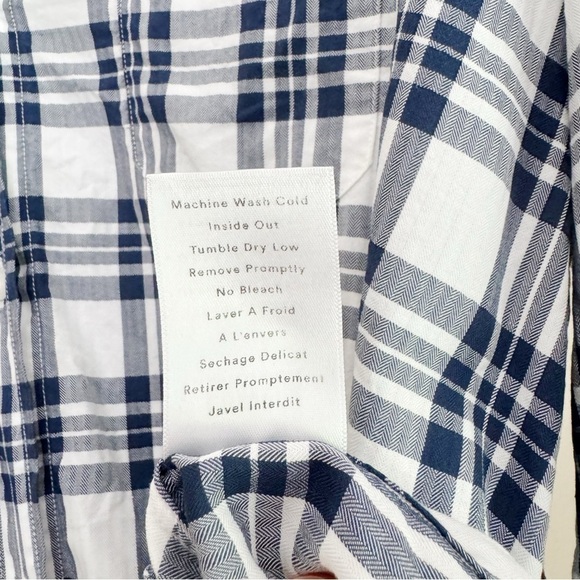 Machine Wash Cold
Inside Out
Tumble Dry Low
Remove Promptly
No Bleach
Laver A Froid
A L'envers
Sechage Delicat
Retirer Promptement
Javel Interdit